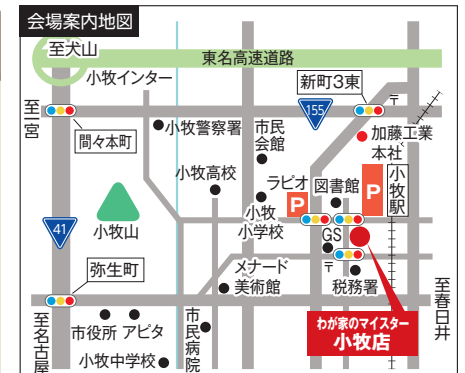 会場案内地図
至犬山
東名高速道路
小牧インター
新町3東
至一宮
155
〒
間々本町
小牧警察署
市民
会館
加藤工業
本社
小牧高校
ラピオ
図書館
P
P
小牧駅
小牧
小学校
41
小牧山
GS
〒
弥生町
メナード
美術館
税務署
至春日井
わが家のマイスター
小牧店
至名古屋
市役所
アピタ
市民病院
小牧中学校